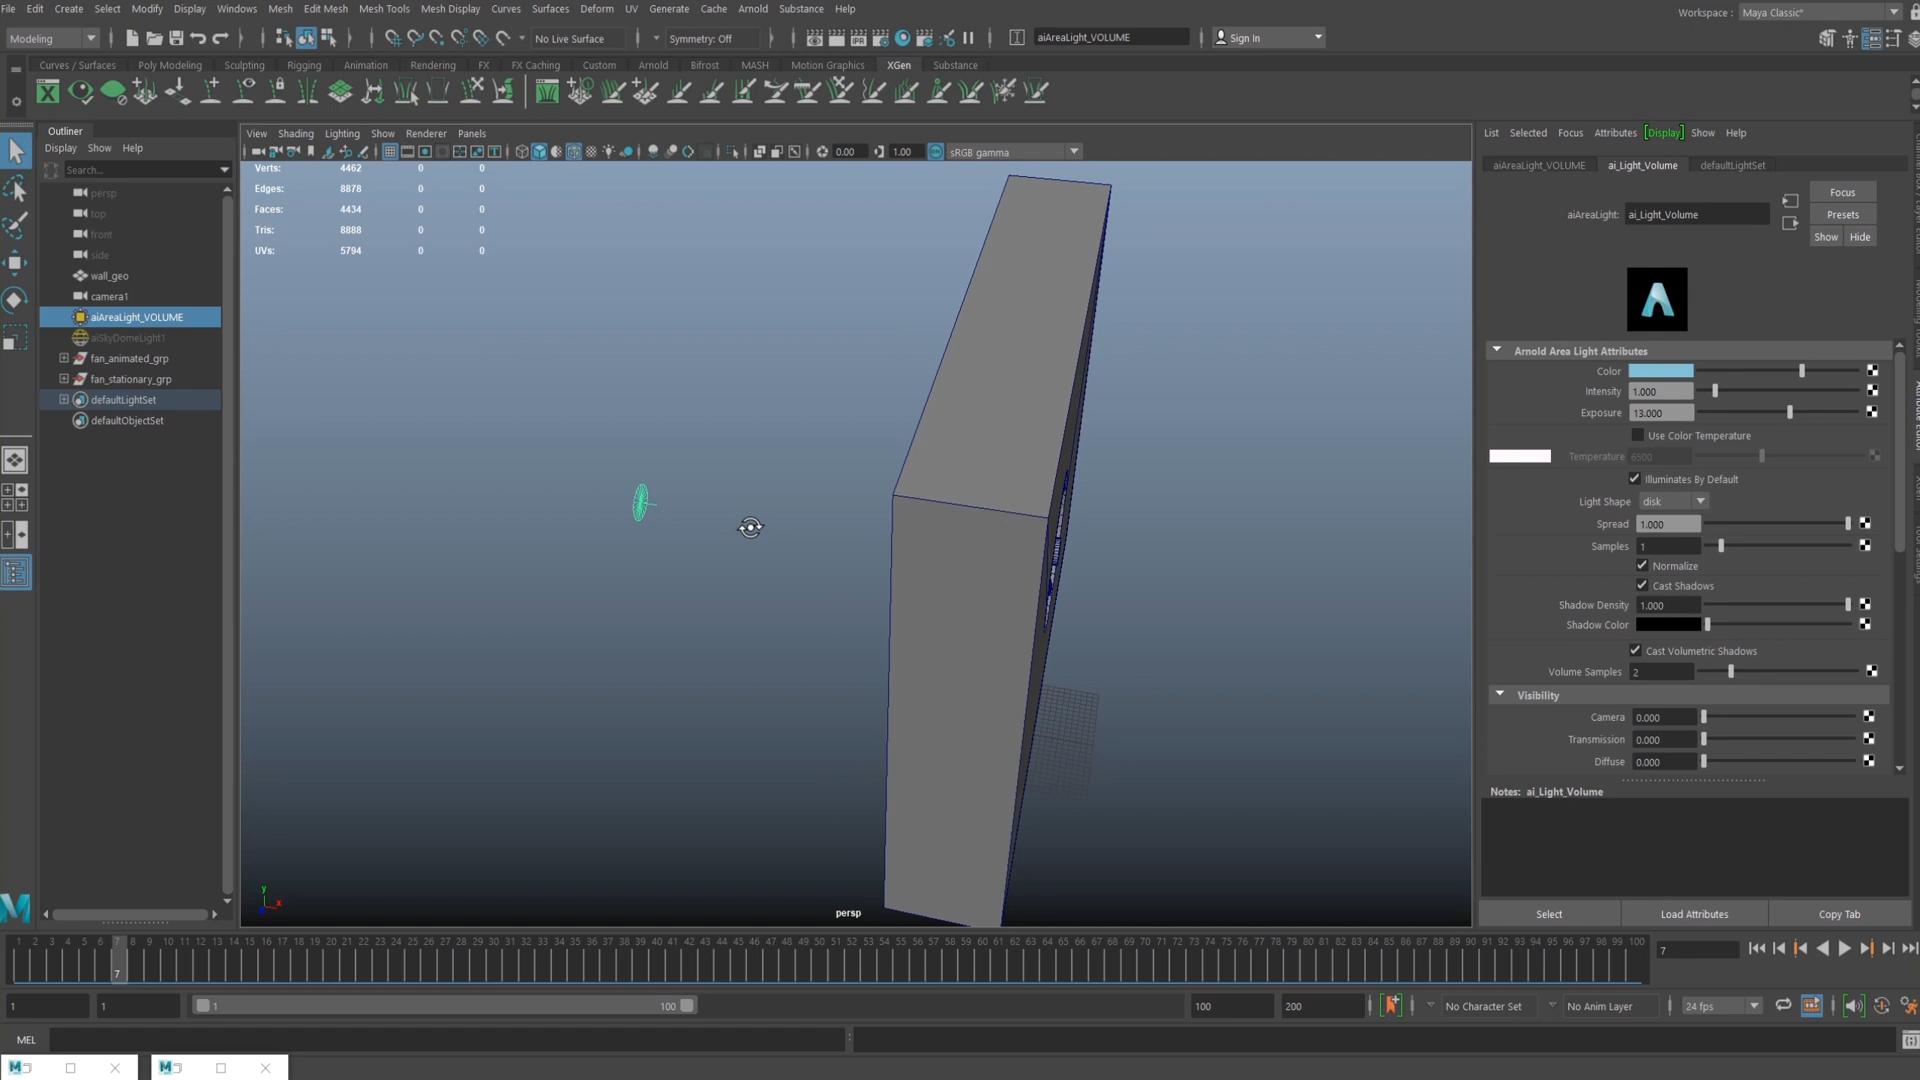 File Edit Create Select Modify Display Windows Mesh Edit Mesh Mesh Tools Mesh Display Curves Surfaces Deform UV Generate Cache Arnold Substance Help
Workspace : Maya Classic*
Modeling No Live Surface Symmetry: Off aiAreaLight_VOLUME Sign In
Curves / Surfaces Poly Modeling Sculpting Rigging Animation Rendering FX FX Caching Custom Arnold Bifrost MASH Motion Graphics XGen Substance
Outliner
Display Show Help
Search...
persp
top
front
side
wall_geo
camera1
aiAreaLight_VOLUME
aiSkyDomeLight1
fan_animated_grp
fan_stationary_grp
defaultLightSet
defaultObjectSet
View Shading Lighting Show Renderer Panels
0.00 1.00 sRGB gamma
Verts: 4462 0 0
Edges: 8878 0 0
Faces: 4434 0 0
Tris: 8888 0 0
UVs: 5794 0 0
y
x
persp
List Selected Focus Attributes Display Show Help
aiAreaLight_VOLUME ai_Light_Volume defaultLightSet
Focus
aiAreaLight: ai_Light_Volume
Presets
Show Hide
Arnold Area Light Attributes
Color
Intensity 1.000
Exposure 13.000
Use Color Temperature
Temperature 6500
Illuminates By Default
Light Shape disk
Spread 1.000
Samples 1
Normalize
Cast Shadows
Shadow Density 1.000
Shadow Color
Cast Volumetric Shadows
Volume Samples 2
Visibility
Camera 0.000
Transmission 0.000
Diffuse 0.000
Notes: ai_Light_Volume
Select Load Attributes Copy Tab
1 2 3 4 5 6 7 8 9 10 11 12 13 14 15 16 17 18 19 20 21 22 23 24 25 26 27 28 29 30 31 32 33 34 35 36 37 38 39 40 41 42 43 44 45 46 47 48 49 50 51 52 53 54 55 56 57 58 59 60 61 62 63 64 65 66 67 68 69 70 71 72 73 74 75 76 77 78 79 80 81 82 83 84 85 86 87 88 89 90 91 92 93 94 95 96 97 98 99 100
7
7
1 1 1 100 100 200 No Character Set No Anim Layer 24 fps
MEL
M M